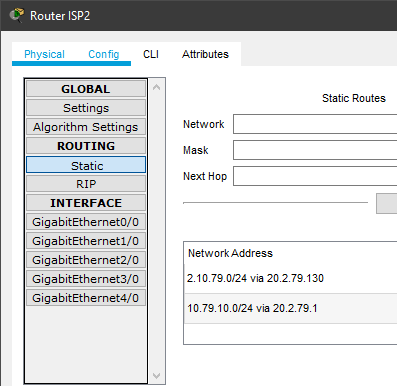 Router ISP2
Physical Config CLI Attributes
GLOBAL
Settings
Algorithm Settings
ROUTING
Static
RIP
INTERFACE
GigabitEthernet0/0
GigabitEthernet1/0
GigabitEthernet2/0
GigabitEthernet3/0
GigabitEthernet4/0
Static Routes
Network
Mask
Next Hop
Network Address
2.10.79.0/24 via 20.2.79.130
10.79.10.0/24 via 20.2.79.1